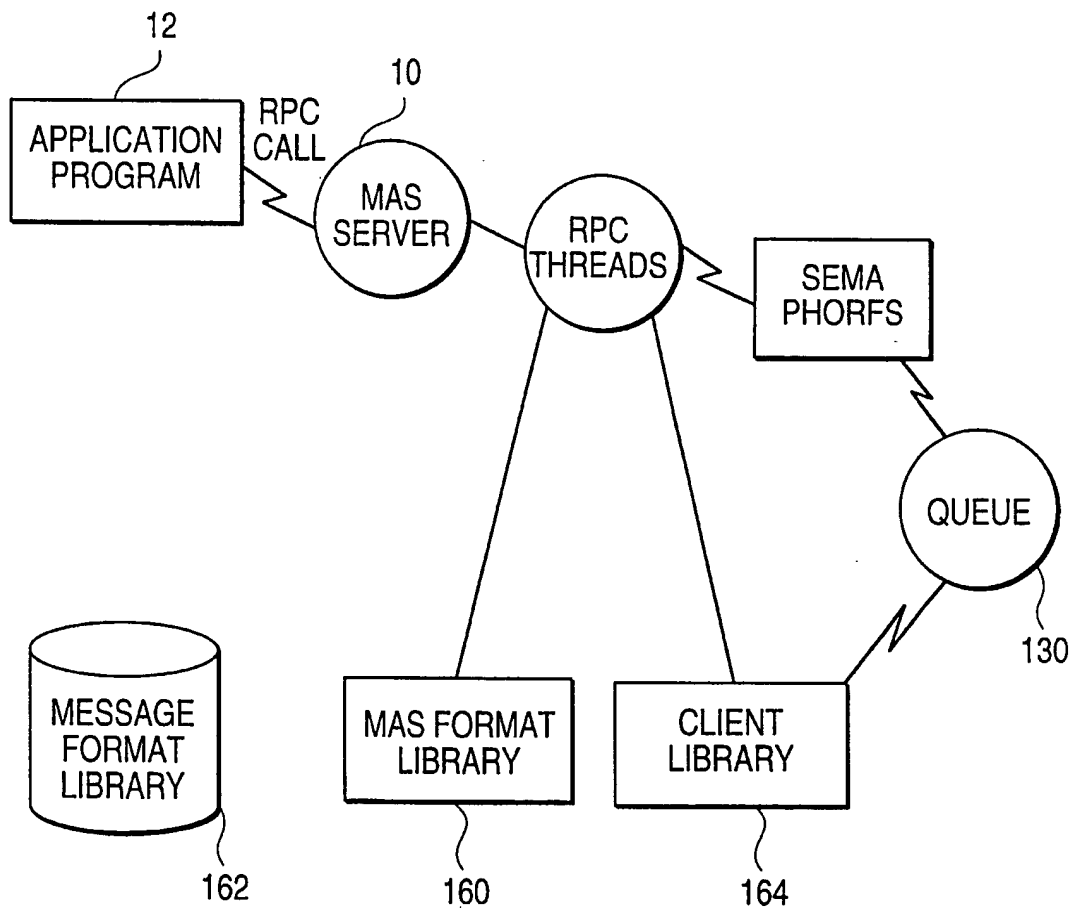 12
10
APPLICATION
PROGRAM
RPC
CALL
MAS
SERVER
RPC
THREADS
SEMA
PHORFS
QUEUE
130
MESSAGE
FORMAT
LIBRARY
MAS FORMAT
LIBRARY
CLIENT
LIBRARY
162
160
164